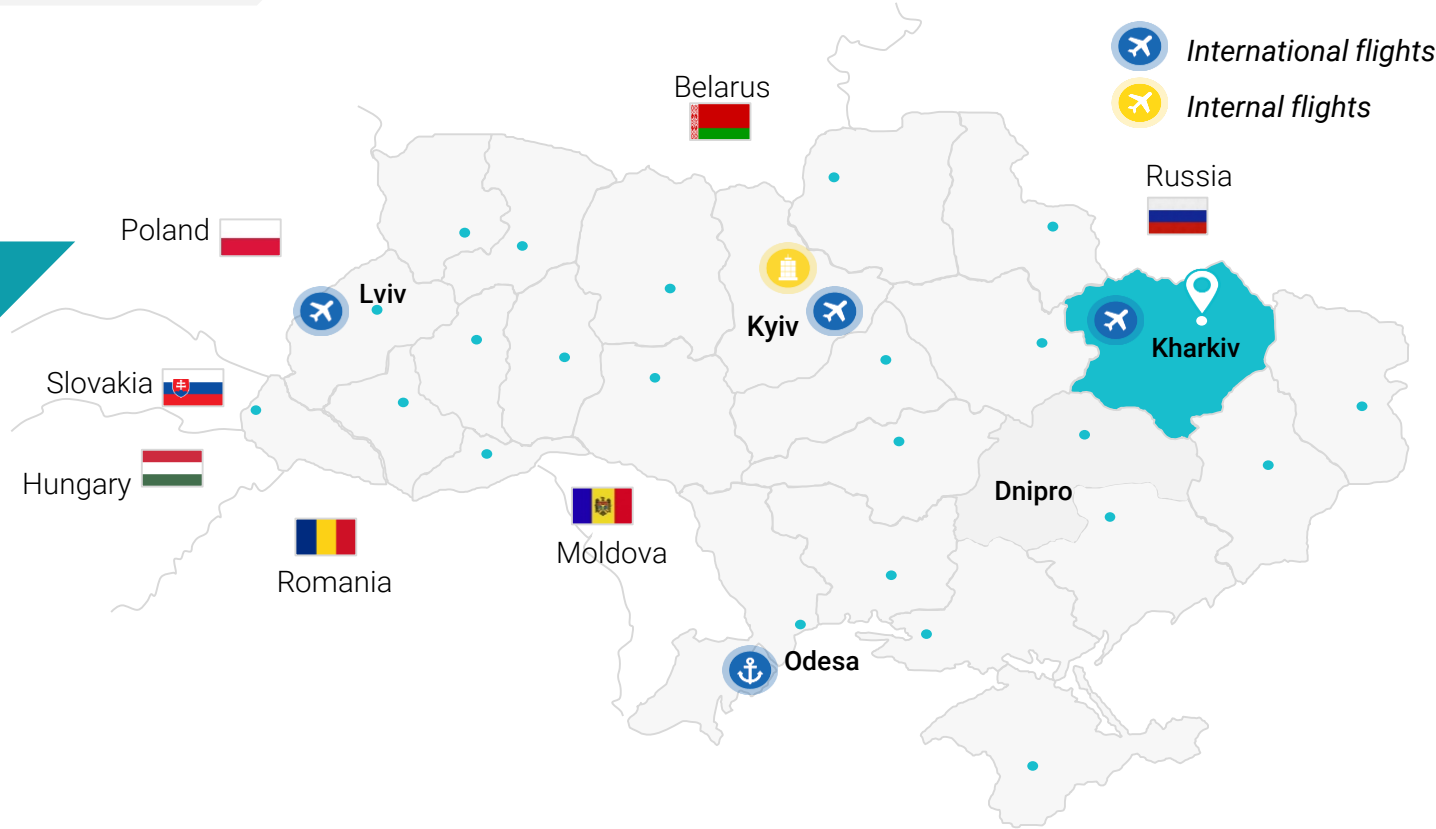 International flights
Internal flights
Belarus
Russia
Poland
Lviv
Kyiv
Kharkiv
Slovakia
Hungary
Dnipro
Moldova
Romania
Odesa